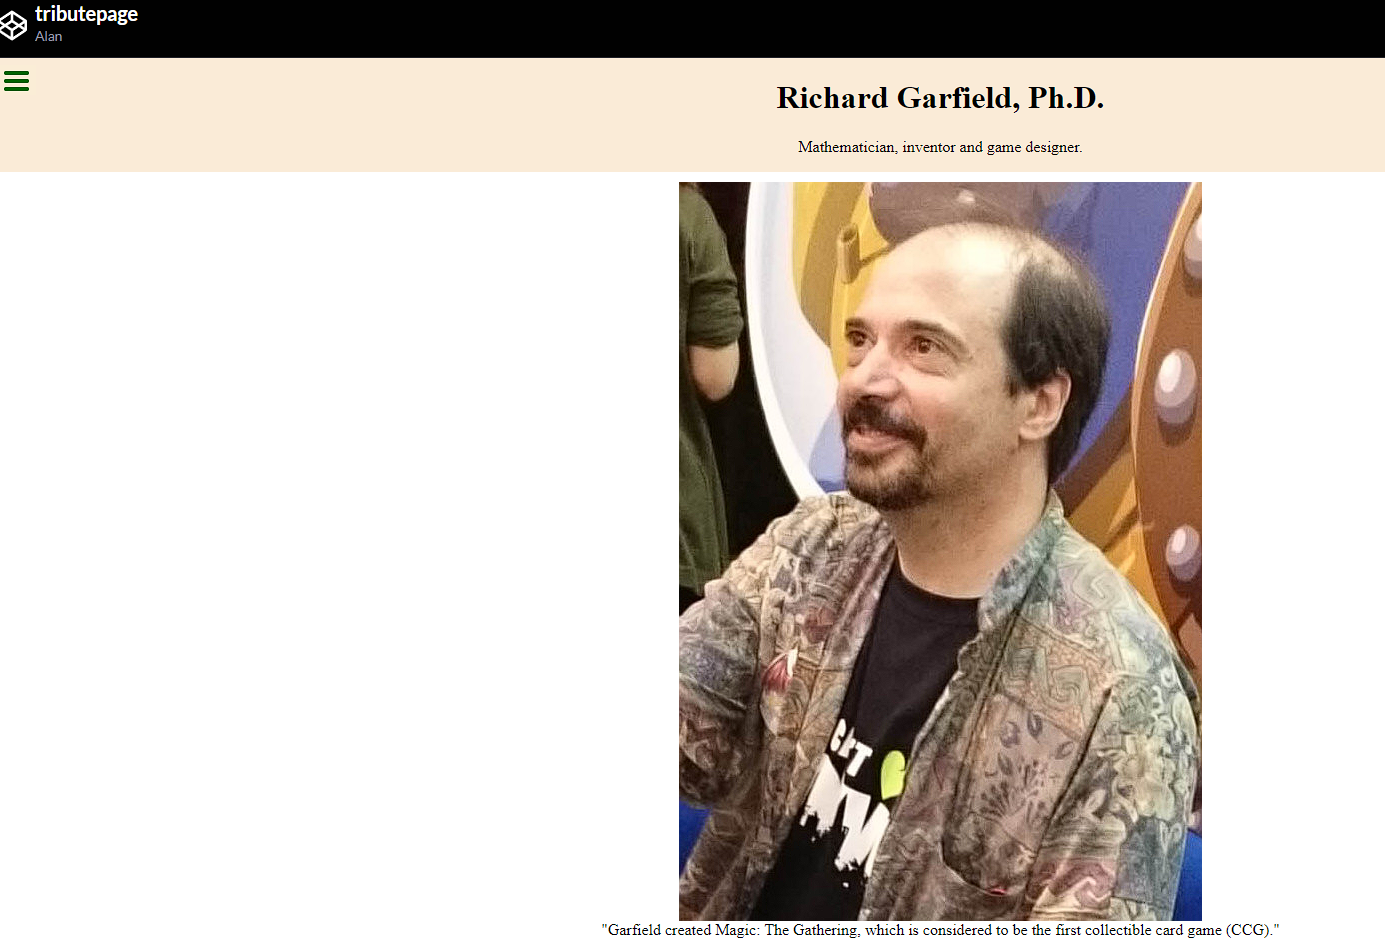 tributepage
Alan
Richard Garfield, Ph.D.
Mathematician, inventor and game designer.
"Garfield created Magic: The Gathering, which is considered to be the first collectible card game (CCG)."